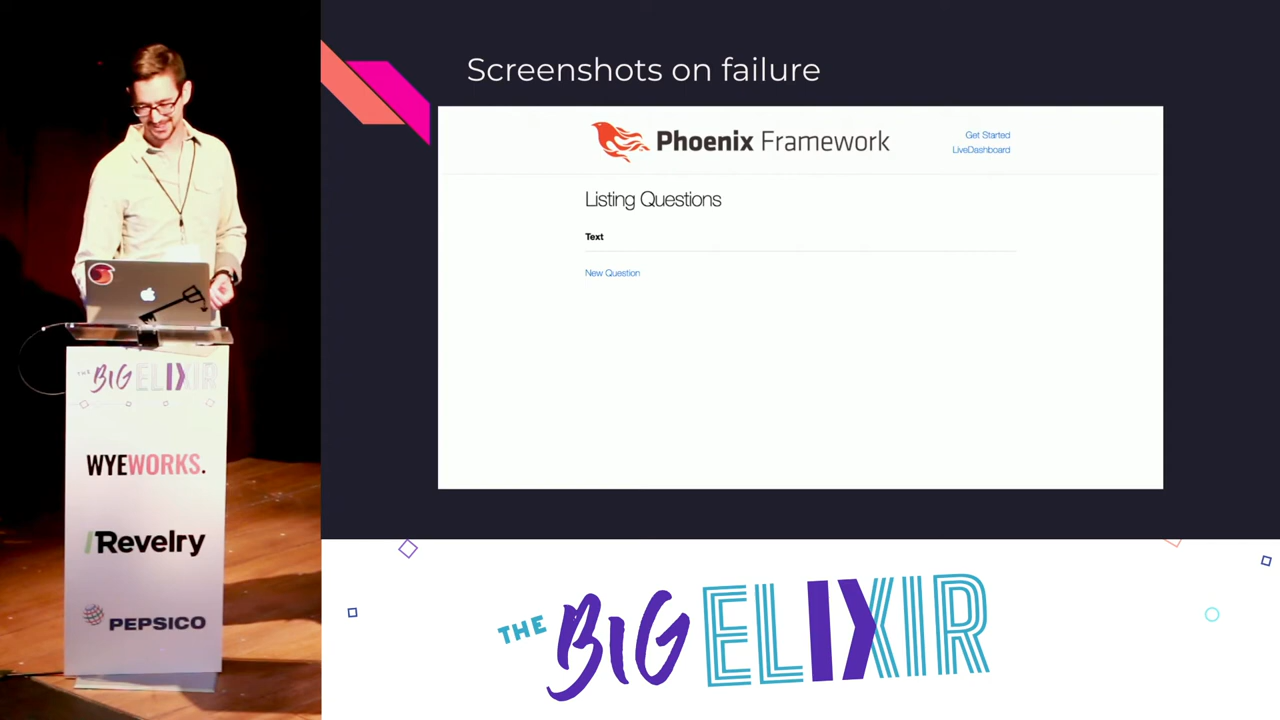 Screenshots on failure
Phoenix Framework
Get Started
LiveDashboard
Listing Questions
Text
New Question
THE BIG ELIXIR
WYEWORKS.
Revelry
PEPSICO
THE BIG ELIXIR